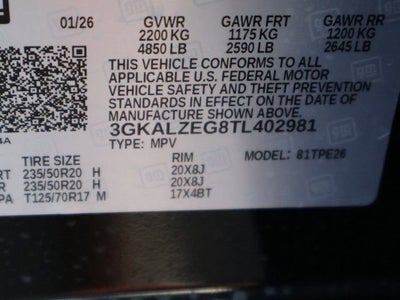 01/26 GVWR GAWR FRT GAWR RR
2200 KG 1175 KG 1200 KG
4850 LB 2590 LB 2645 LB
THIS VEHICLE CONFORMS TO ALL
APPLICABLE U.S. FEDERAL MOTOR
VEHICLE SAFETY AND THEFT PREVENTION
STANDARDS IN EFFECT ON THE DATE OF
MANUFACTURE SHOWN ABOVE.
3GKALZEG8TL402981
TYPE: MPV
TIRE SIZE RIM MODEL: 81TPE26
RT 235/50R20 H 20X8J
235/50R20 H 20X8J
PA T125/70R17 M 17X4BT